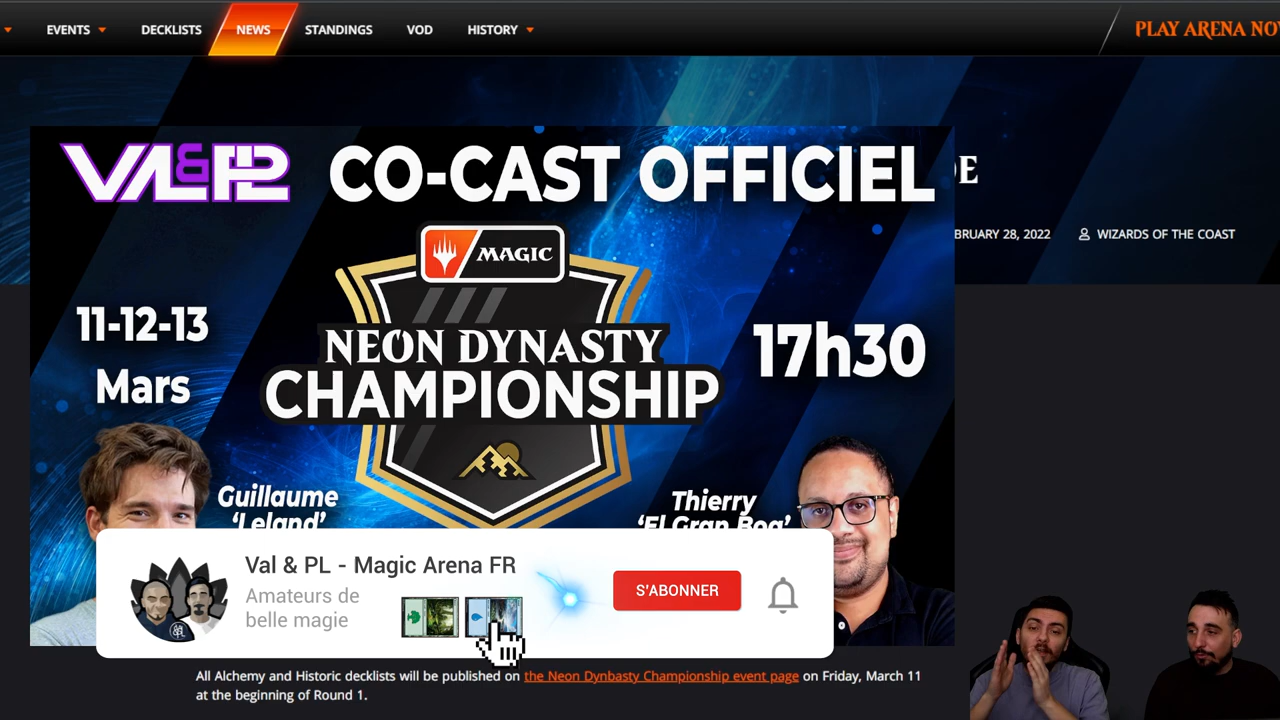 EVENTS
DECKLISTS
NEWS
STANDINGS
VOD
HISTORY
PLAY ARENA NO
VAL&PL
CO-CAST OFFICIEL
DE
BRUARY 28, 2022
WIZARDS OF THE COAST
MAGIC
11-12-13
Mars
NEON DYNASTY
CHAMPIONSHIP
17h30
Guillaume
'Leland'
Thierry
'El Gran Boa'
Val & PL - Magic Arena FR
Amateurs de
belle magie
S'ABONNER
All Alchemy and Historic decklists will be published on the Neon Dynbasty Championship event page on Friday, March 11
at the beginning of Round 1.